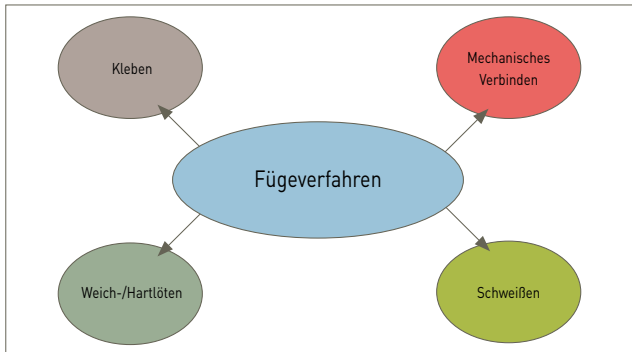 Kleben
Mechanisches
Verbinden
Fügeverfahren
Weich-/Hartlöten
Schweißen